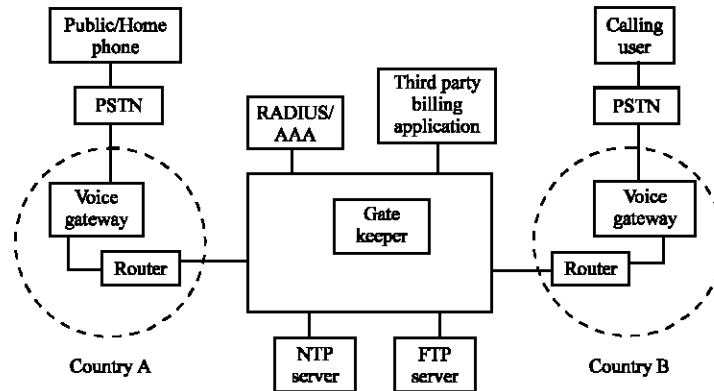 Public/Home
phone
Calling
user
PSTN
RADIUS/
AAA
Third party
billing
application
PSTN
Voice
gateway
Gate
keeper
Voice
gateway
Router
Router
Country A
NTP
server
FTP
server
Country B